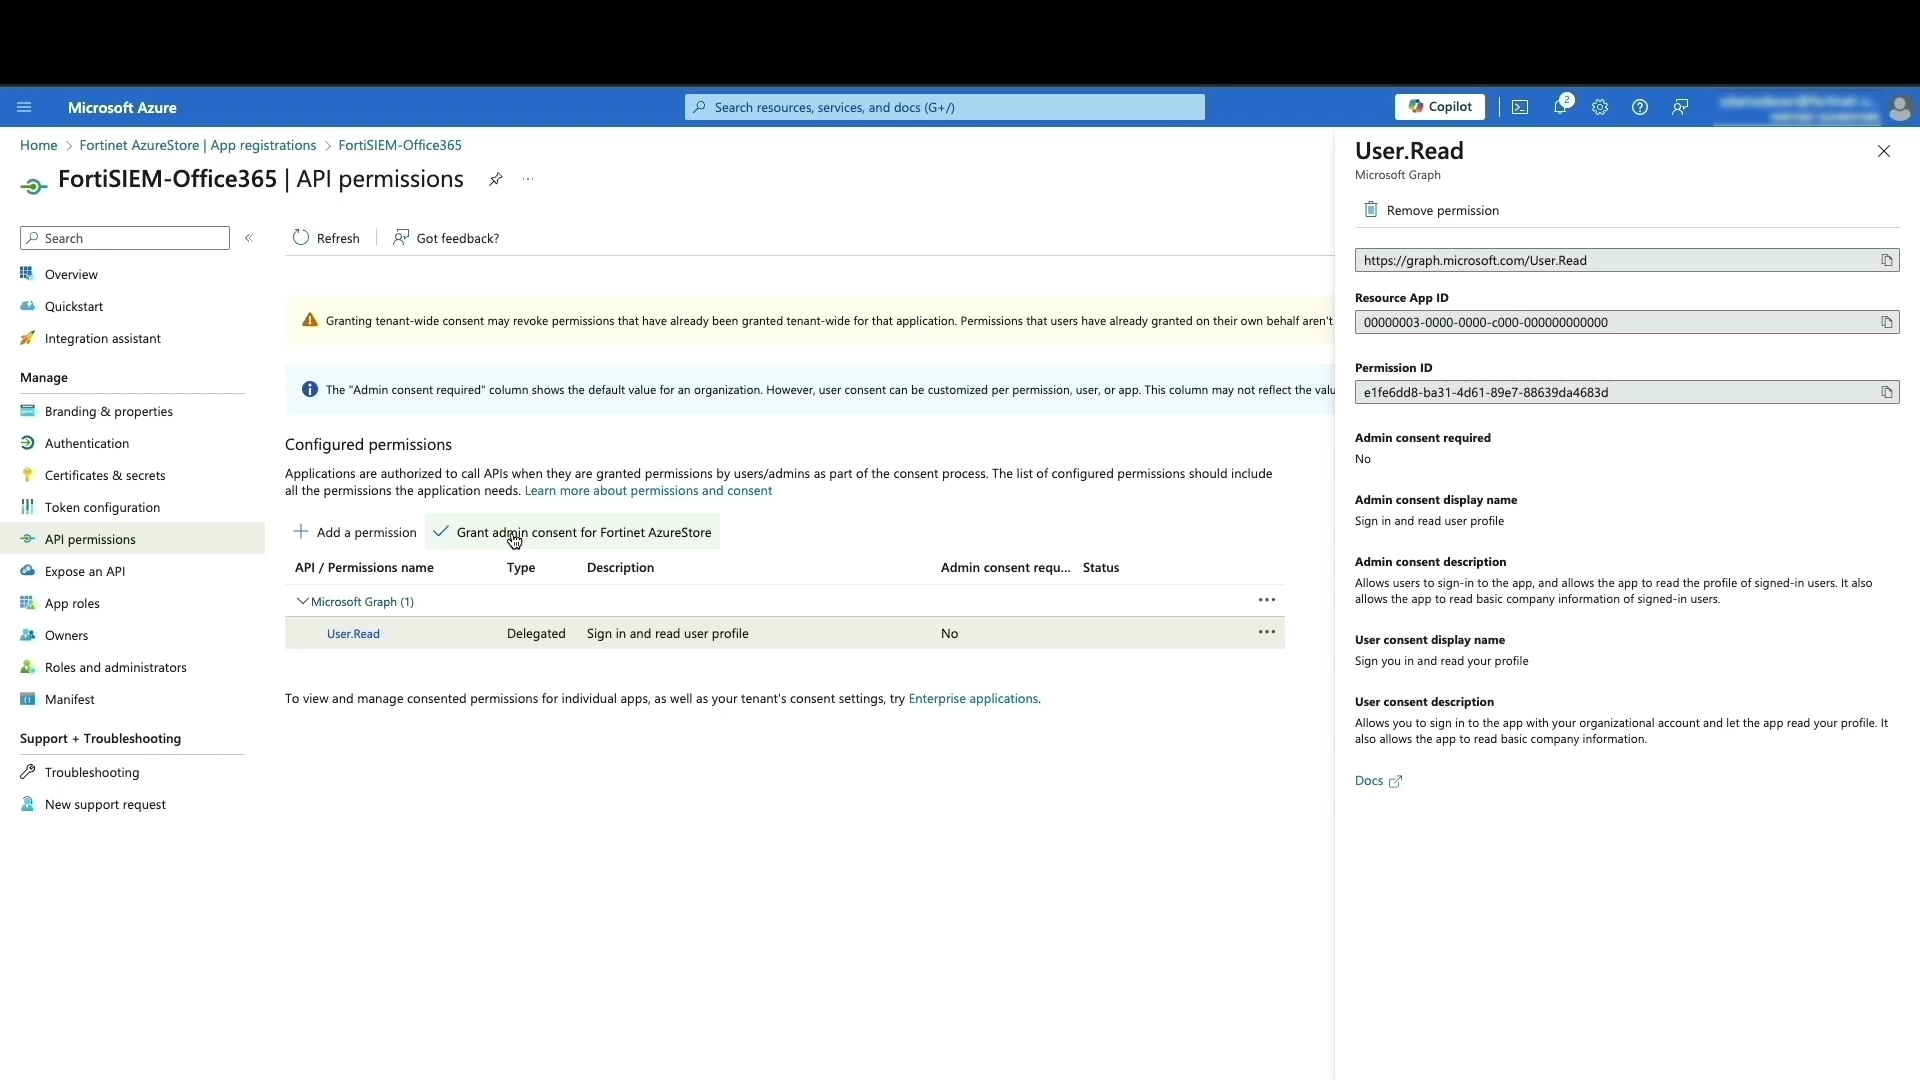 Microsoft Azure
Search resources, services, and docs (G+/)
Copilot
2
Home > Fortinet AzureStore | App registrations > FortiSIEM-Office365
FortiSIEM-Office365 | API permissions
...
Search
«
Overview
Quickstart
Integration assistant
Manage
Branding & properties
Authentication
Certificates & secrets
Token configuration
API permissions
Expose an API
App roles
Owners
Roles and administrators
Manifest
Support + Troubleshooting
Troubleshooting
New support request
Refresh
Got feedback?
Granting tenant-wide consent may revoke permissions that have already been granted tenant-wide for that application. Permissions that users have already granted on their own behalf aren't
The "Admin consent required" column shows the default value for an organization. However, user consent can be customized per permission, user, or app. This column may not reflect the valu
Configured permissions
Applications are authorized to call APIs when they are granted permissions by users/admins as part of the consent process. The list of configured permissions should include
all the permissions the application needs. Learn more about permissions and consent
Add a permission
Grant admin consent for Fortinet AzureStore
API / Permissions name Type Description Admin consent requ... Status
Microsoft Graph (1)
User.Read Delegated Sign in and read user profile No
To view and manage consented permissions for individual apps, as well as your tenant's consent settings, try Enterprise applications.
User.Read
Microsoft Graph
Remove permission
https://graph.microsoft.com/User.Read
Resource App ID
00000003-0000-0000-c000-000000000000
Permission ID
e1fe6dd8-ba31-4d61-89e7-88639da4683d
Admin consent required
No
Admin consent display name
Sign in and read user profile
Admin consent description
Allows users to sign-in to the app, and allows the app to read the profile of signed-in users. It also
allows the app to read basic company information of signed-in users.
User consent display name
Sign you in and read your profile
User consent description
Allows you to sign in to the app with your organizational account and let the app read your profile. It
also allows the app to read basic company information.
Docs